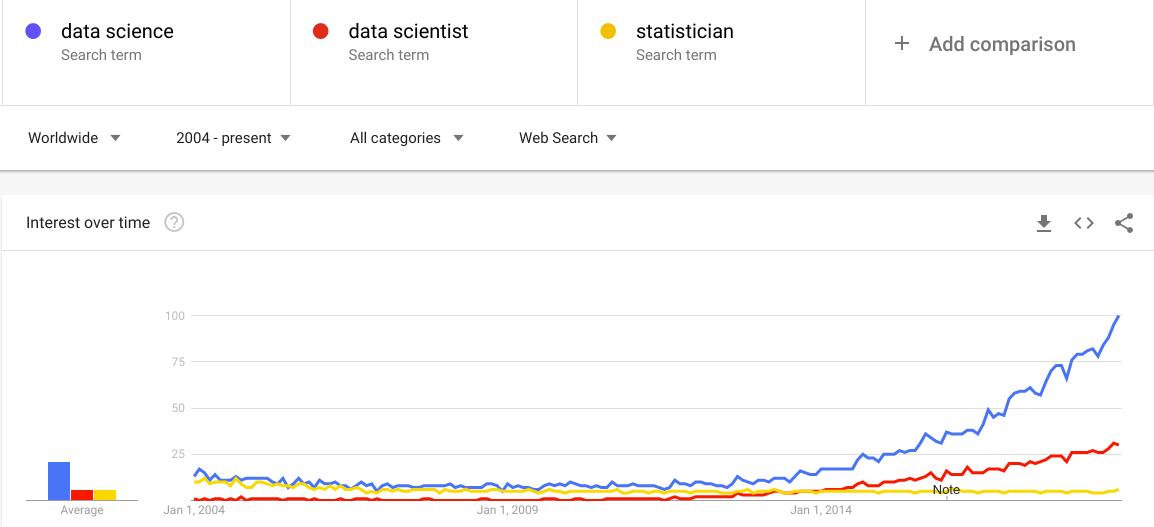 data science
Search term
data scientist
Search term
statistician
Search term
+ Add comparison
Worldwide
2004 - present
All categories
Web Search
Interest over time ?
100
75
50
25
Note
Average
Jan 1, 2004
Jan 1, 2009
Jan 1, 2014